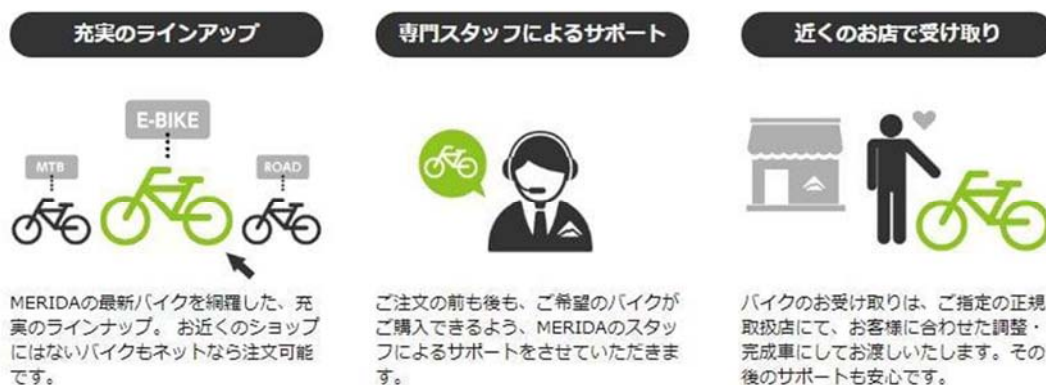 充実のラインアップ
E-BIKE
MTB
ROAD
MERIDAの最新バイクを網羅した、充
実のラインナップ。 お近くのショップ
にはないバイクもネットなら注文可能
です。
専門スタッフによるサポート
ご注文の前も後も、ご希望のバイクが
ご購入できるよう、MERIDAのスタッ
フによるサポートをさせていただきま
す。
近くのお店で受け取り
バイクのお受け取りは、ご指定の正規
取扱店にて、お客様に合わせた調整・
完成車にしてお渡しいたします。その
後のサポートも安心です。